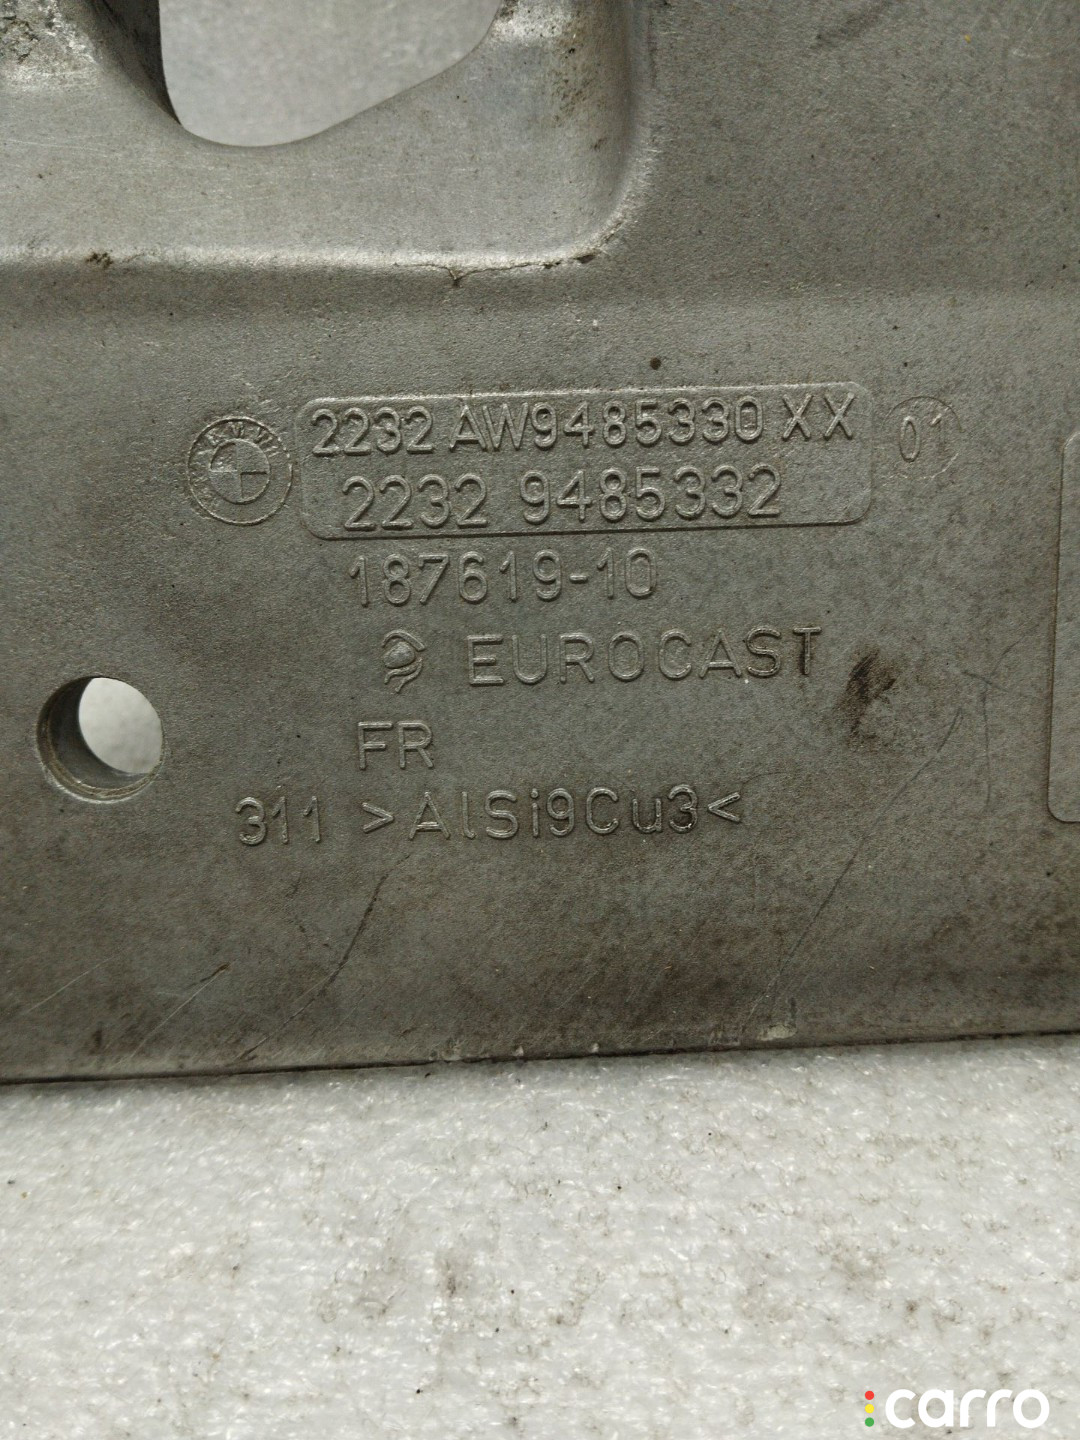 2232 AW9485330 XX
01
2232 9485332
187619-10
EUROCAST
FR
311 >AlSi9Cu3<
carro